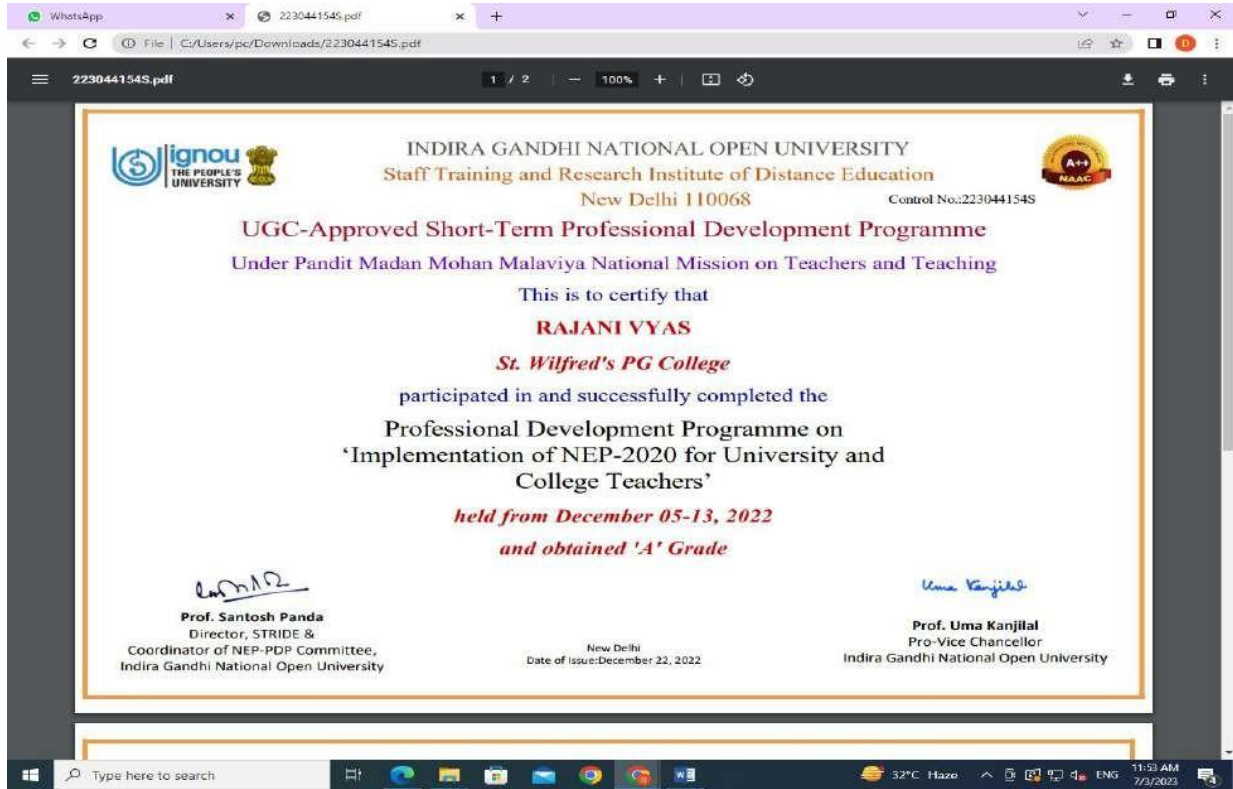 WhatsApp
223044154S.pdf
File | C:/Users/pc/Downloads/223044154S.pdf
223044154S.pdf
1 / 2
100%
ignou
THE PEOPLE'S
UNIVERSITY
INDIRA GANDHI NATIONAL OPEN UNIVERSITY
Staff Training and Research Institute of Distance Education
New Delhi 110068
A++
NAAC
Control No.:223044154S
UGC-Approved Short-Term Professional Development Programme
Under Pandit Madan Mohan Malaviya National Mission on Teachers and Teaching
This is to certify that
RAJANI VYAS
St. Wilfred's PG College
participated in and successfully completed the
Professional Development Programme on
‘Implementation of NEP-2020 for University and
College Teachers’
held from December 05-13, 2022
and obtained 'A' Grade
Prof. Santosh Panda
Director, STRIDE &
Coordinator of NEP-PDP Committee,
Indira Gandhi National Open University
New Delhi
Date of Issue:December 22, 2022
Uma Kanjilal
Prof. Uma Kanjilal
Pro-Vice Chancellor
Indira Gandhi National Open University
Type here to search
32°C Haze
ENG
11:53 AM
7/3/2023